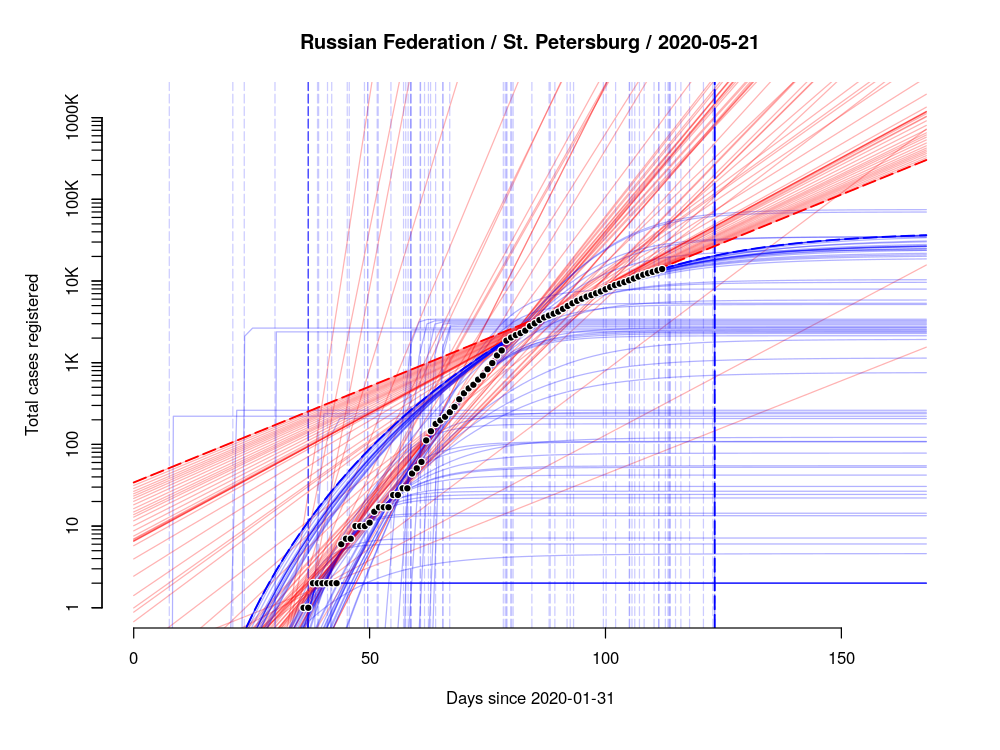 Russian Federation / St. Petersburg / 2020-05-21
Total cases registered
1000K
100K
10K
1K
100
10
1
0 50 100 150
Days since 2020-01-31